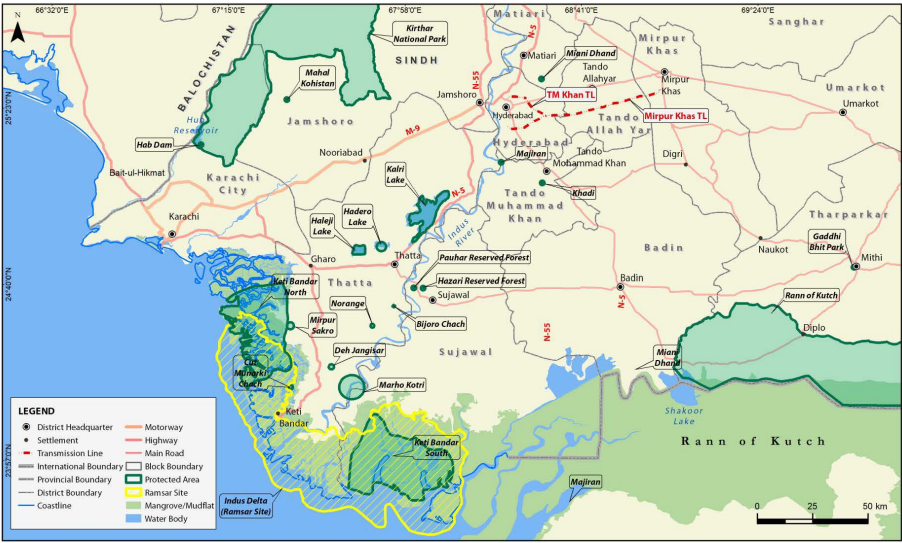 66°32'0"E
67°15'0"E
67°58'0"E
68°41'0"E
69°24'0"E
25°23'0"N
24°40'0"N
23°57'0"N
N
Matiari
Sanghar
Kirthar
National Park
BALOCHISTAN
SINDH
N-5
Mirpur
Khas
Matiari
Miani Dhand
Tando
Allahyar
N-55
Mahal
Kohistan
Mirpur
Khas
Umarkot
Jamshoro
TM Khan TL
Hyderabad
Mirpur Khas TL
Umarkot
Hub
Reservoir
Jamshoro
M-9
Tando
Allah Yar
Hab Dam
Hyderabad
Nooriabad
Majiran
Tando
Mohammad Khan
Digri
Bait-ul-Hikmat
Karachi
City
Kalri
Lake
N-5
Khadi
Tando
Muhammad
Khan
Tharparkar
Karachi
Haleji
Lake
Hadero
Lake
Indus
River
Badin
Naukot
Gaddhi
Bhit Park
Mithi
Gharo
Thatta
Pauhar Reserved Forest
Thatta
Hazari Reserved Forest
Badin
Keti Bandar
North
Sujawal
N-5
Rann of Kutch
Norange
Bijoro Chach
Mirpur
Sakro
N-55
Diplo
Deh Jangisar
Sujawal
Miani
Dhand
Cut
Munarki
Chach
Marho Kotri
Shakoor
Lake
Keti
Bandar
Rann of Kutch
Keti Bandar
South
Indus Delta
(Ramsar Site)
Majiran
LEGEND
District Headquarter
Settlement
Transmission Line
International Boundary
Provincial Boundary
District Boundary
Coastline
Motorway
Highway
Main Road
Block Boundary
Protected Area
Ramsar Site
Mangrove/Mudflat
Water Body
0 25 50 km